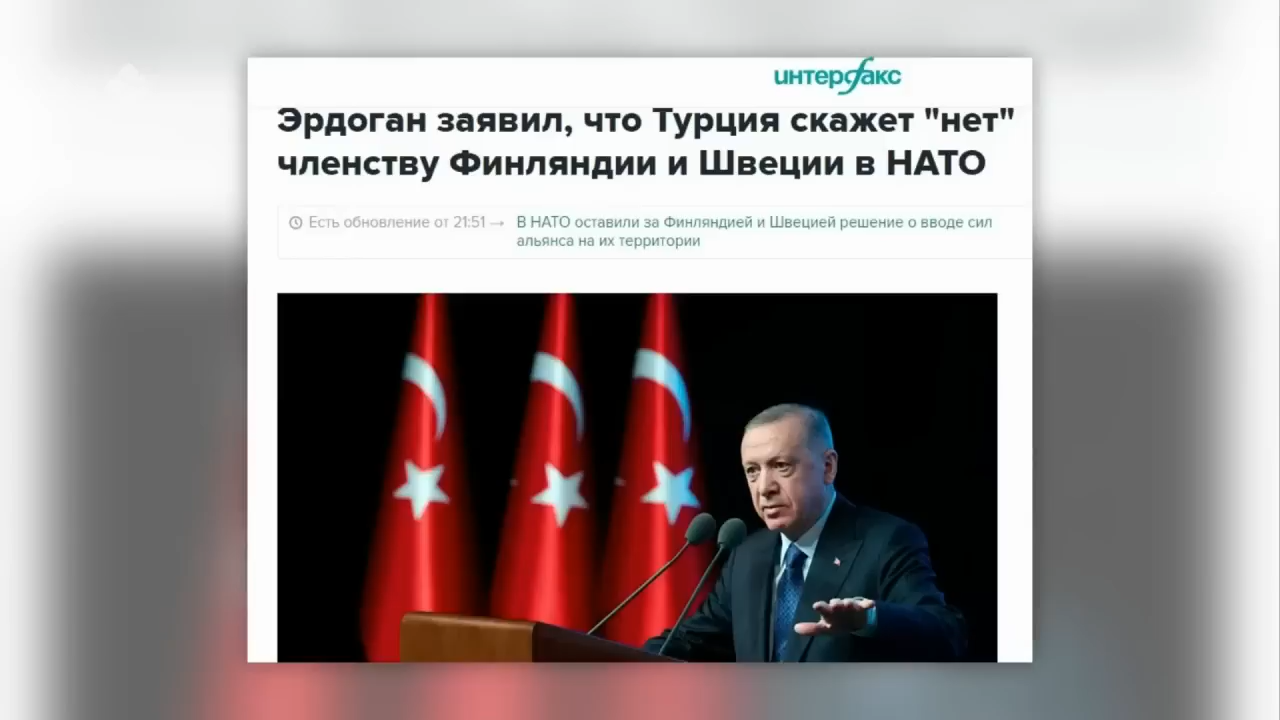 интерфакс
Эрдоган заявил, что Турция скажет "нет"
членству Финляндии и Швеции в НАТО
Есть обновление от 21:51 → В НАТО оставили за Финляндией и Швецией решение о вводе сил
альянса на их территории